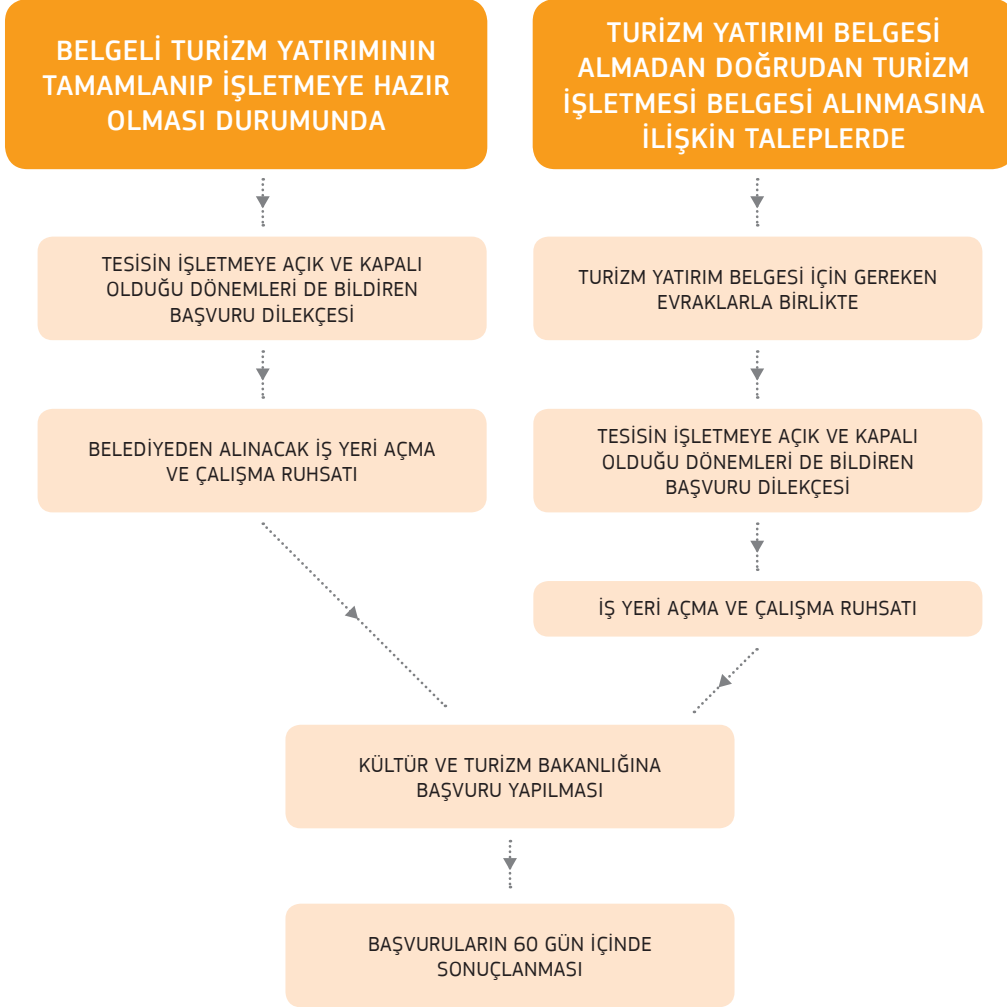 BELGELİ TURİZM YATIRIMININ
TAMAMLANIP İŞLETMEYE HAZIR
OLMASI DURUMUNDA
TESİSİN İŞLETMEYE AÇIK VE KAPALI
OLDUĞU DÖNEMLERİ DE BİLDİREN
BAŞVURU DİLEKÇESİ
BELEDİYEDEN ALINACAK İŞ YERİ AÇMA
VE ÇALIŞMA RUHSATI
TURİZM YATIRIMI BELGESİ
ALMADAN DOĞRUDAN TURİZM
İŞLETMESİ BELGESİ ALINMASINA
İLİŞKİN TALEPLERDE
TURİZM YATIRIM BELGESİ İÇİN GEREKEN
EVRAKLARLA BİRLİKTE
TESİSİN İŞLETMEYE AÇIK VE KAPALI
OLDUĞU DÖNEMLERİ DE BİLDİREN
BAŞVURU DİLEKÇESİ
İŞ YERİ AÇMA VE ÇALIŞMA RUHSATI
KÜLTÜR VE TURİZM BAKANLIĞINA
BAŞVURU YAPILMASI
BAŞVURULARIN 60 GÜN İÇİNDE
SONUÇLANMASI